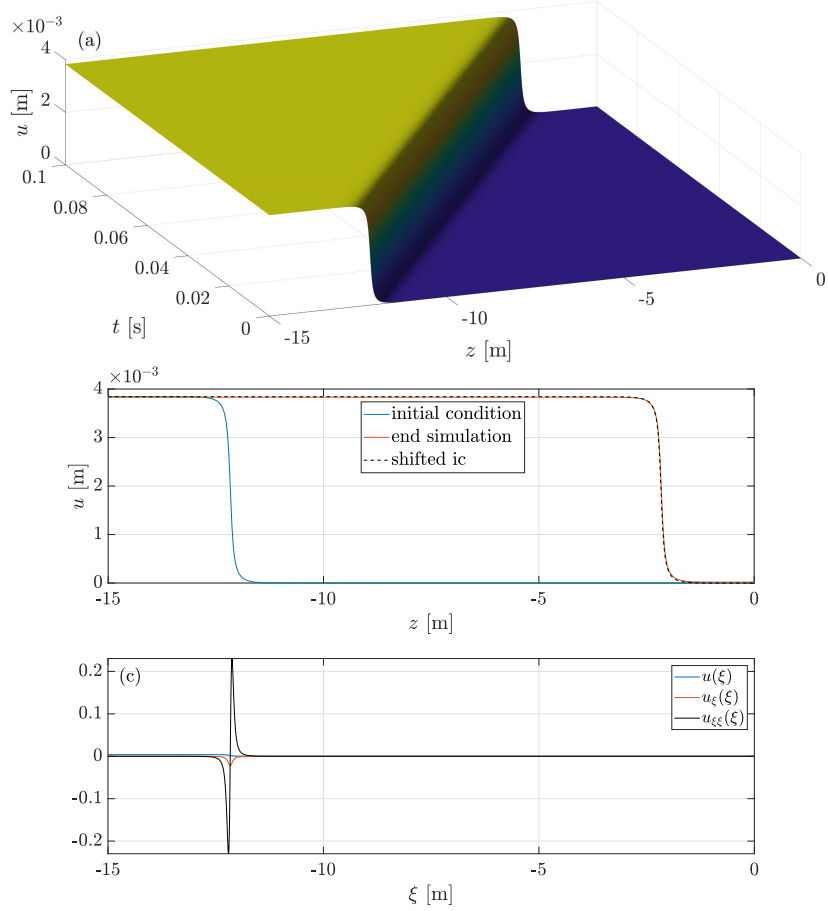 ×10⁻³
(a)
4
2
0
u [m]
0.1
0.08
0.06
0.04
0.02
0
t [s]
-15
-10
-5
0
z [m]
×10⁻³
4
3
2
1
0
u [m]
initial condition
end simulation
shifted ic
-15
-10
-5
0
z [m]
(c)
0.2
0.1
0
-0.1
-0.2
u(ξ)
u_ξ(ξ)
u_ξξ(ξ)
-15
-10
-5
0
ξ [m]